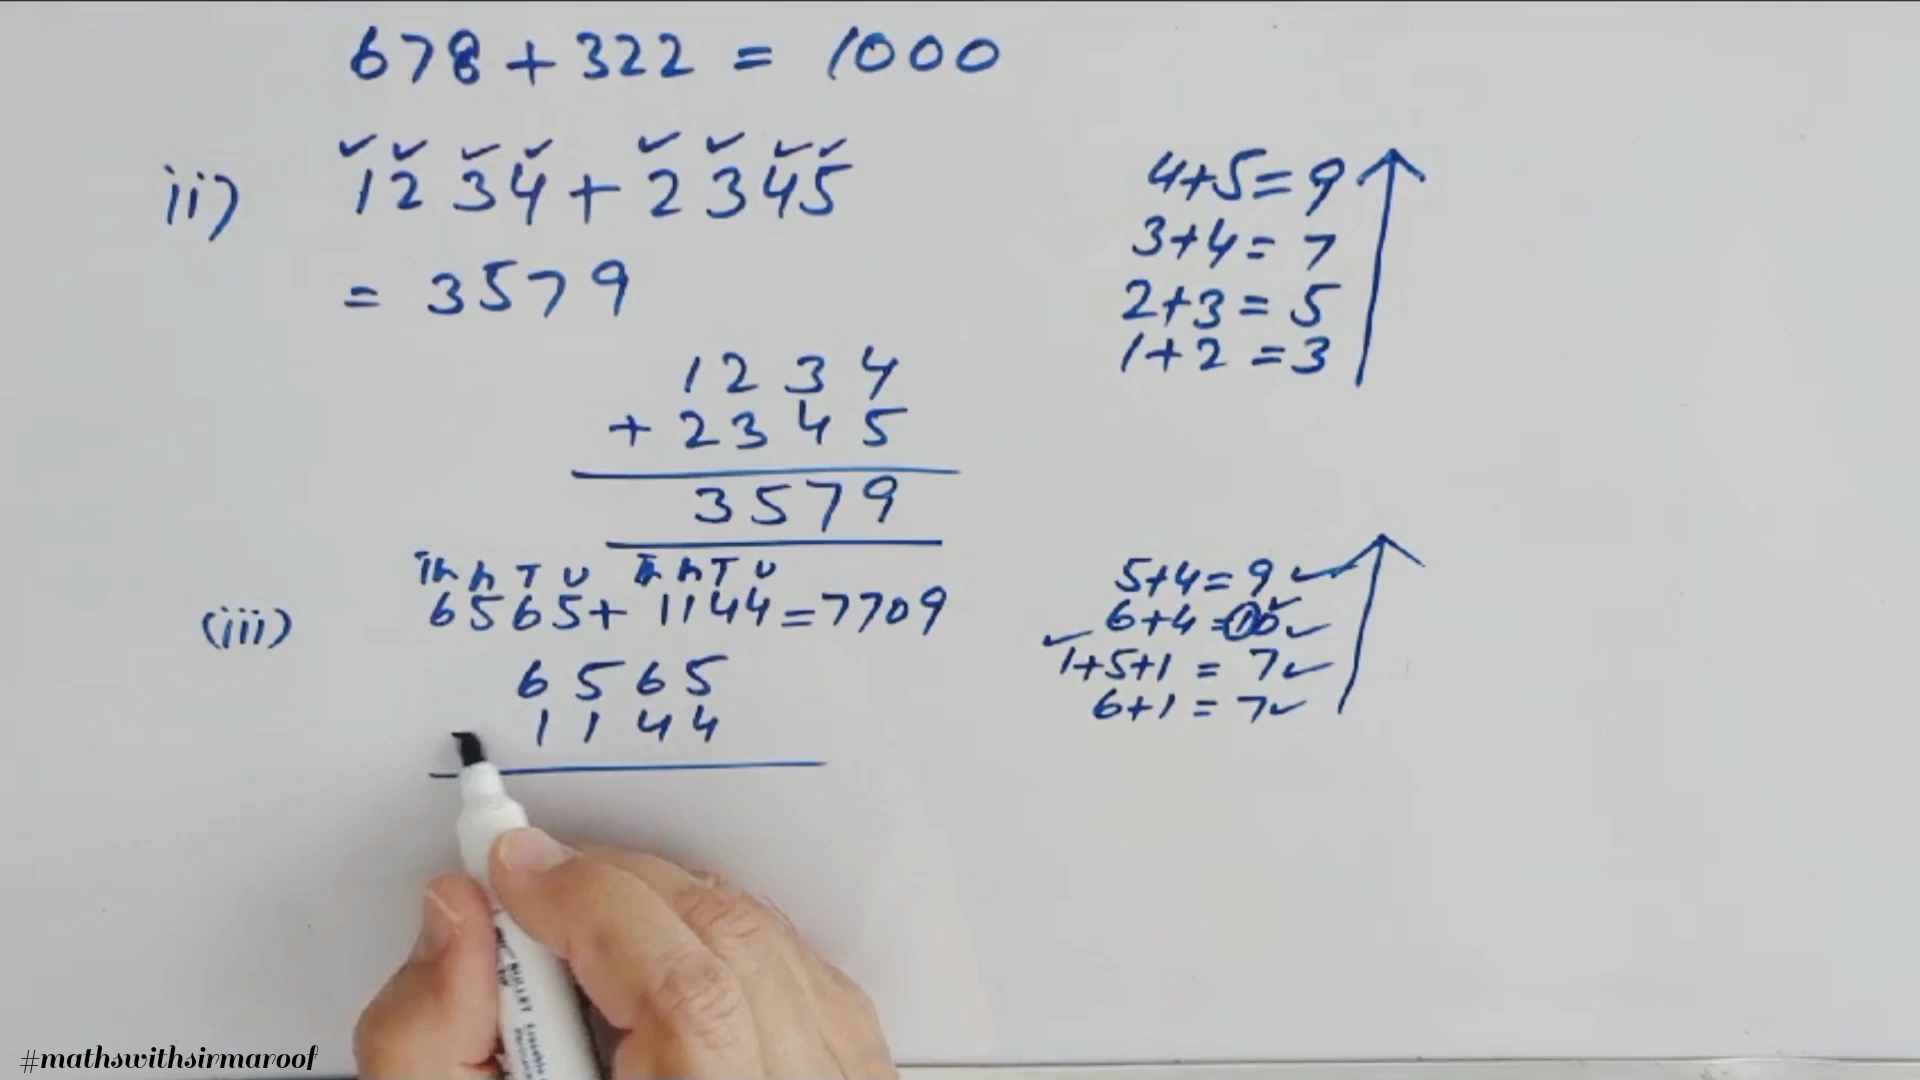 678 + 322 = 1000
ii) 1234 + 2345
= 3579
1234
+ 2345
3579
4+5=9
3+4=7
2+3=5
1+2=3
Th h T U Th h T U
(iii) 6565+ 1144=7709
6565
1144
5+4=9
6+4=10
1+5+1=7
6+1=7
BULLET
#mathswithsirmaroof